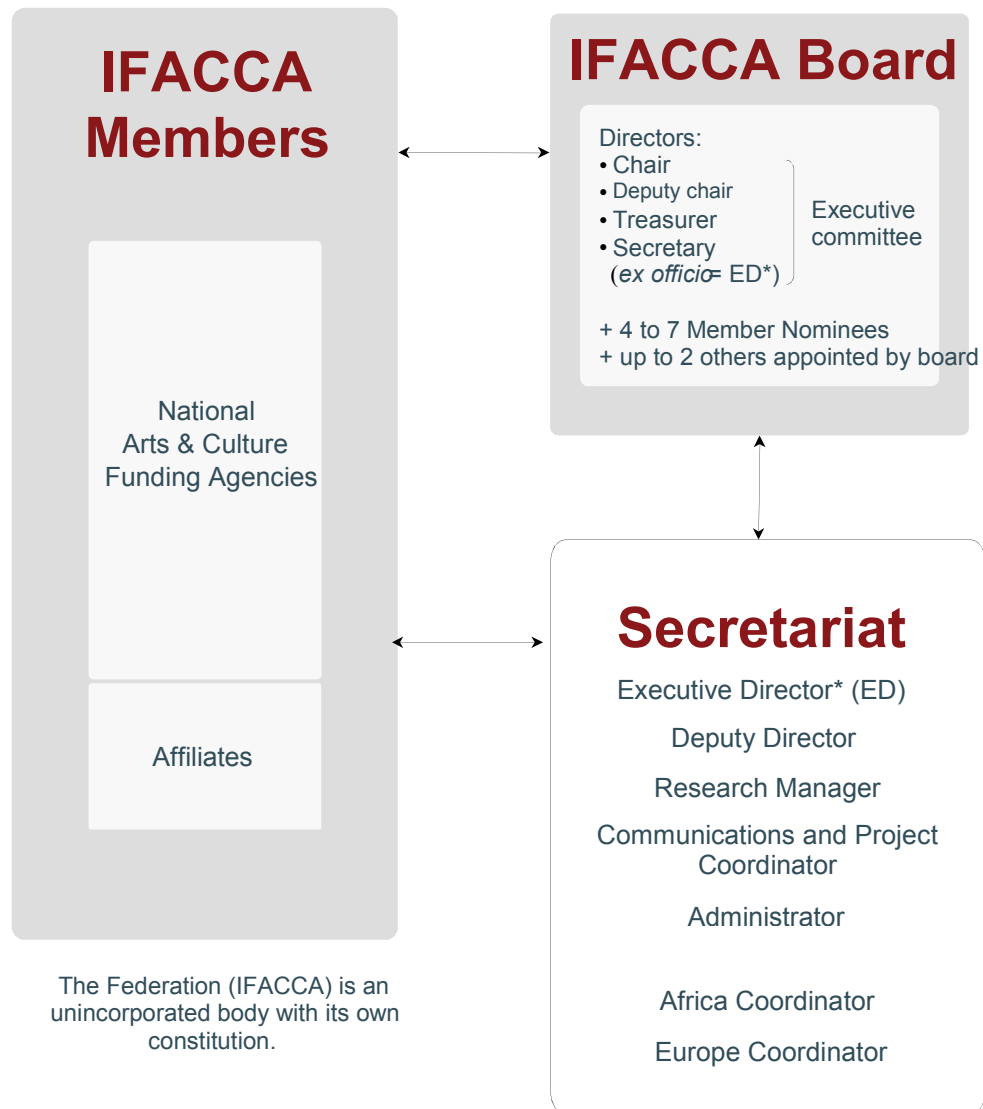 IFACCA
Members
National
Arts & Culture
Funding Agencies
Affiliates
The Federation (IFACCA) is an
unincorporated body with its own
constitution.
IFACCA Board
Directors:
• Chair
• Deputy chair
• Treasurer
• Secretary
(ex officio= ED*)
Executive
committee
+ 4 to 7 Member Nominees
+ up to 2 others appointed by board
Secretariat
Executive Director* (ED)
Deputy Director
Research Manager
Communications and Project
Coordinator
Administrator
Africa Coordinator
Europe Coordinator